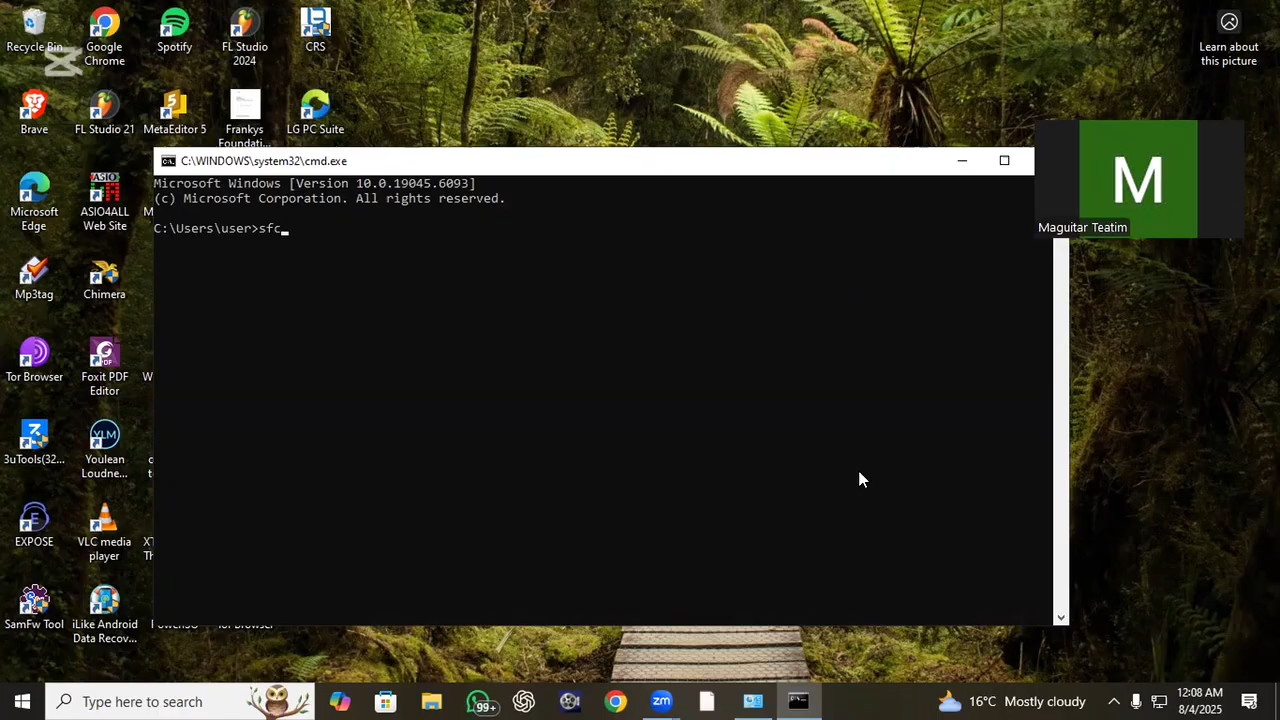 Recycle Bin
Google
Chrome
Spotify
FL Studio
2024
CRS
Learn about
this picture
Brave
FL Studio 21
MetaEditor 5
Frankys
Foundati...
LG PC Suite
C:\WINDOWS\system32\cmd.exe
Microsoft Windows [Version 10.0.19045.6093]
(c) Microsoft Corporation. All rights reserved.
C:\Users\user>sfc_
M
Maguitar Teatim
Microsoft
Edge
ASIO4ALL
Web Site
Mp3tag
Chimera
Tor Browser
Foxit PDF
Editor
3uTools(32...
Youlean
Loudne...
EXPOSE
VLC media
player
SamFw Tool
iLike Android
Data Recov...
Type here to search
99+
zm
16°C Mostly cloudy
12:08 AM
8/4/2025